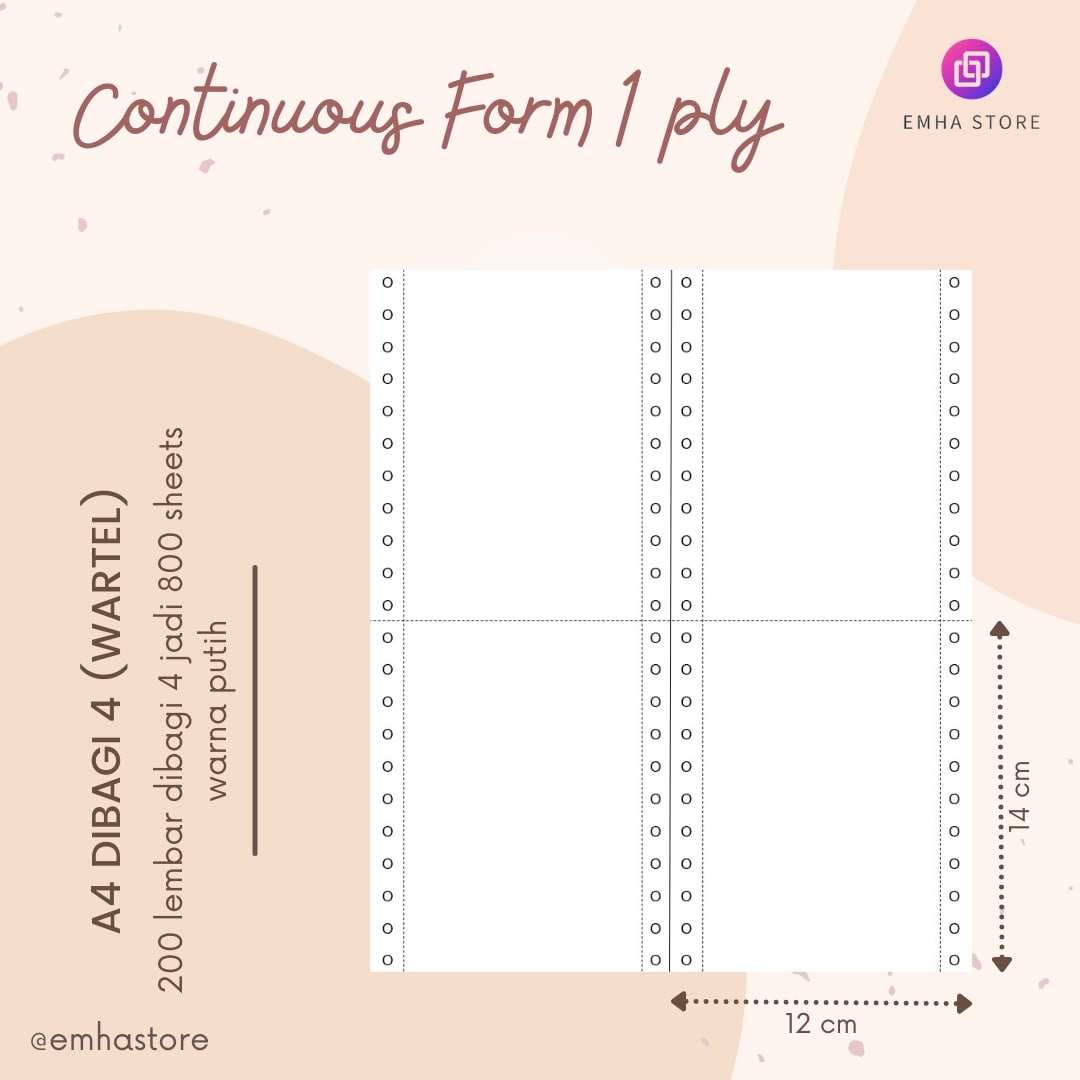 Continuous Form 1 ply
EMHA STORE
A4 DIBAGI 4 (WARTEL)
200 lembar dibagi 4 jadi 800 sheets
warna putih
14 cm
12 cm
@emhastore